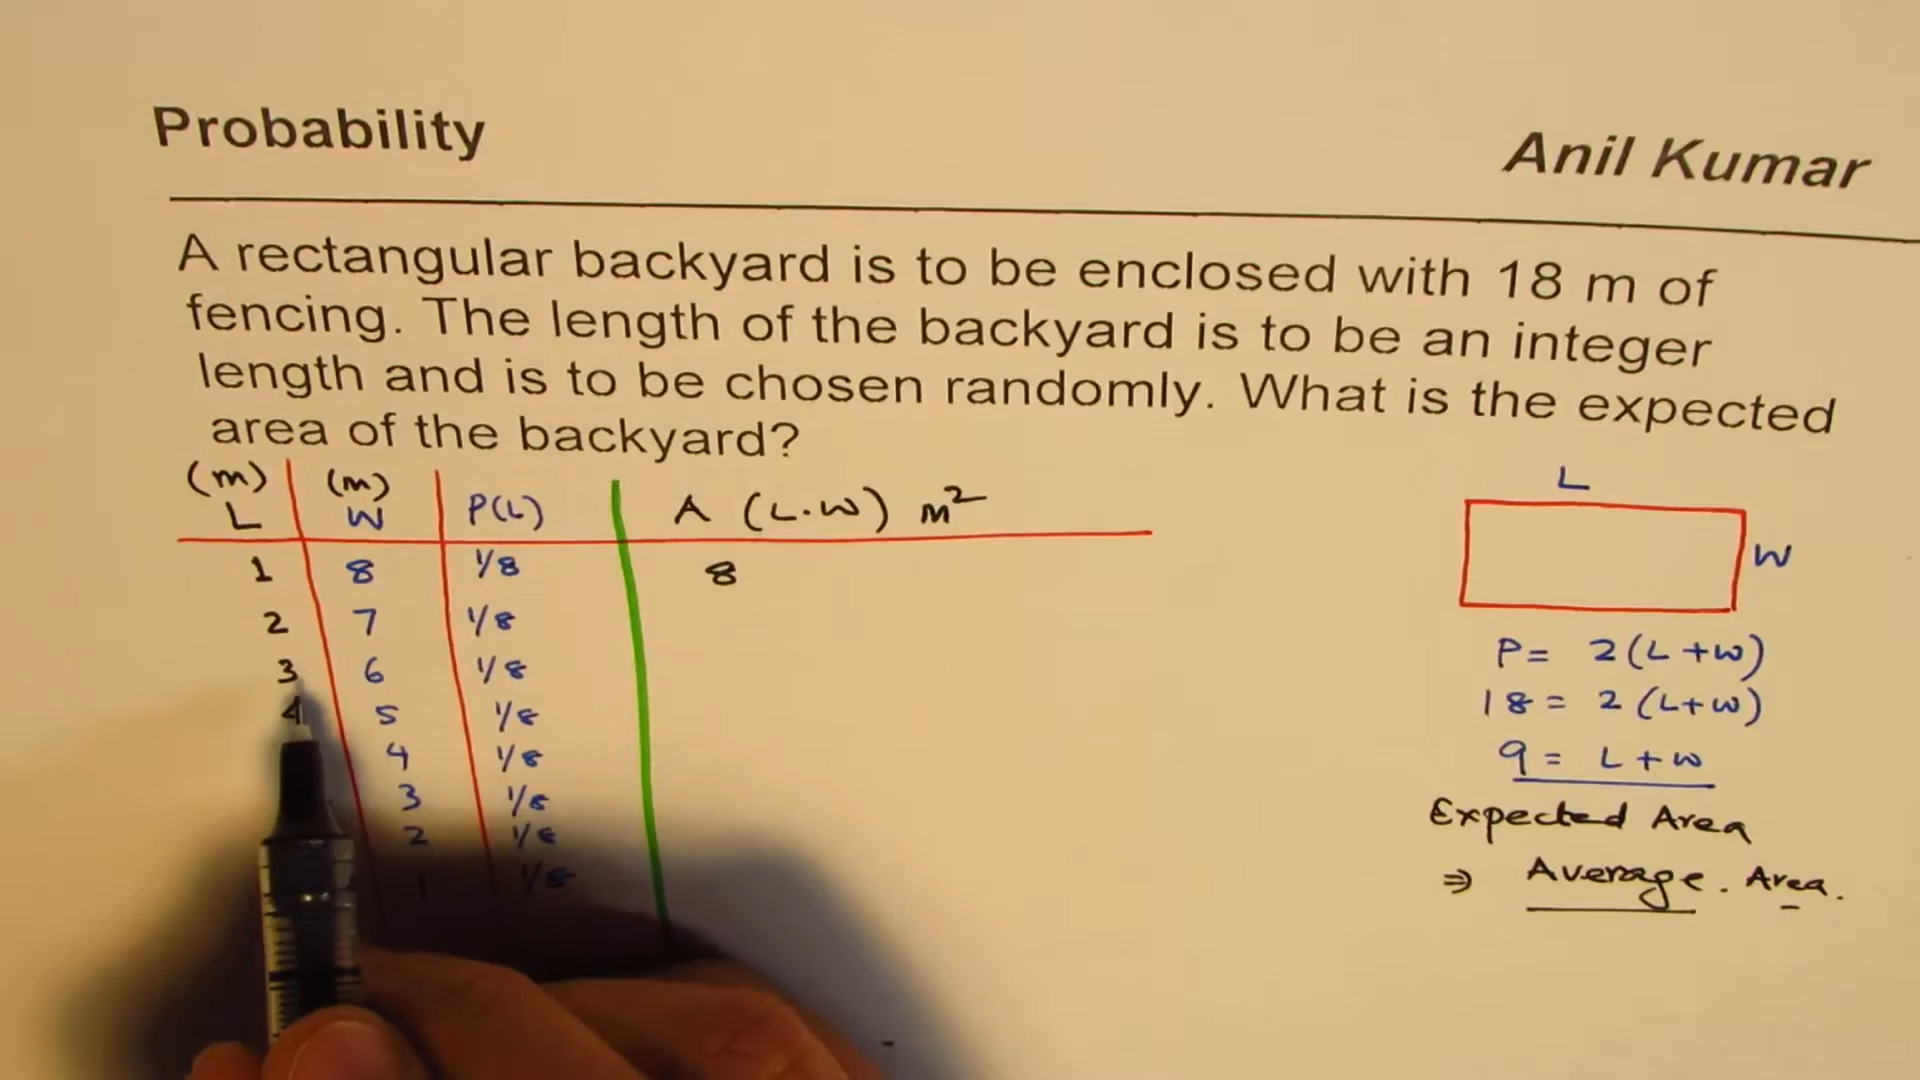 Probability
Anil Kumar
A rectangular backyard is to be enclosed with 18 m of
fencing. The length of the backyard is to be an integer
length and is to be chosen randomly. What is the expected
area of the backyard?
(m) (m)
L W P(L) A (L.W) m²
1 8 1/8 8
2 7 1/8
3 6 1/8
4 5 1/8
4 1/8
3 1/8
2 1/8
1 1/8
L
W
P= 2(L+W)
18= 2(L+W)
9= L+W
Expected Area
⇒ Average. Area.